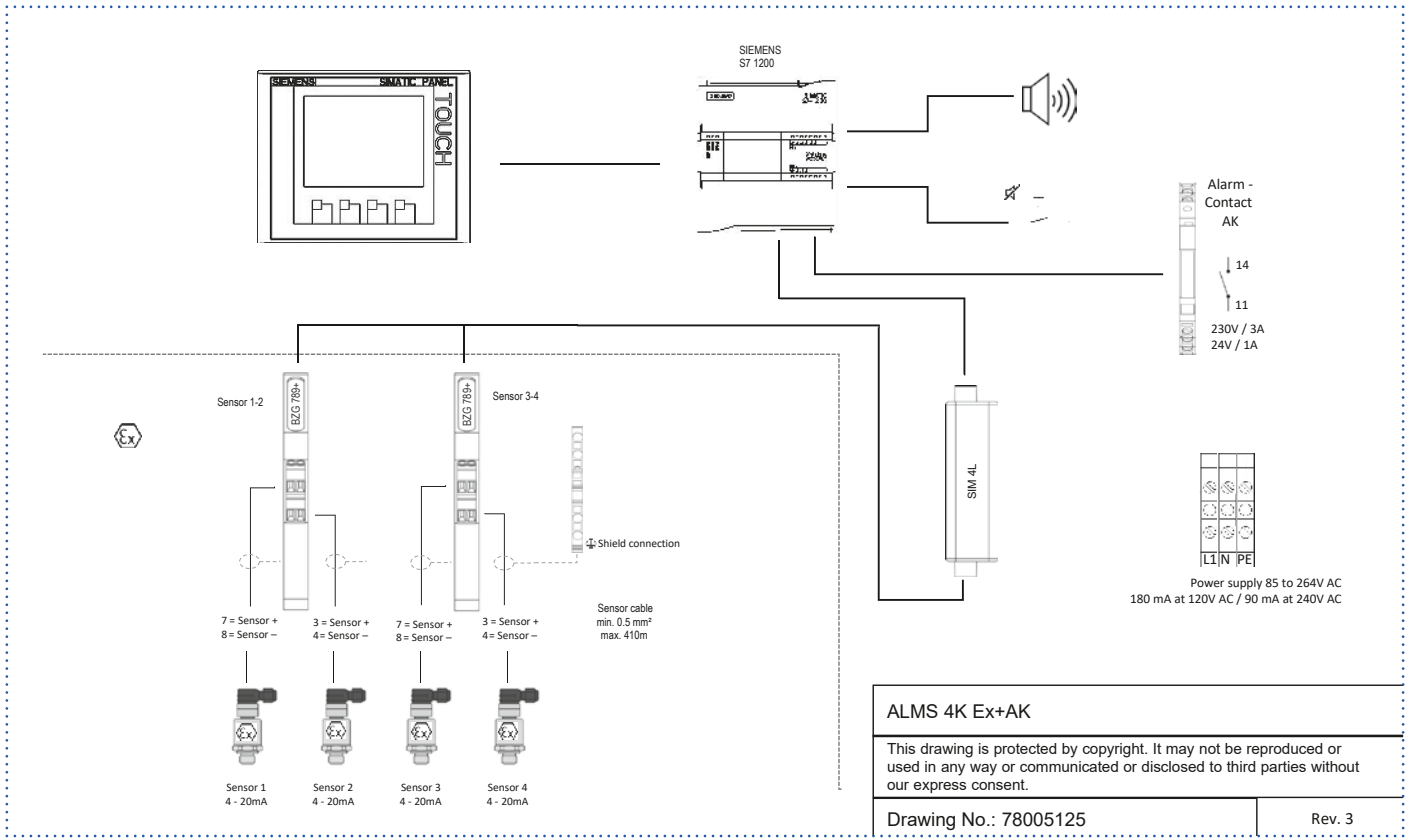 SIEMENS
S7 1200
SIEMENS SIMATIC PANEL
TOUCH
Alarm -
Contact
AK
14
11
230V / 3A
24V / 1A
Sensor 1-2
BZG 789+
BZG 789+
Sensor 3-4
Ex
SIM 4L
Shield connection
L1 N PE
Power supply 85 to 264V AC
180 mA at 120V AC / 90 mA at 240V AC
Sensor cable
min. 0.5 mm²
max. 410m
7 = Sensor +
8 = Sensor –
3 = Sensor +
4 = Sensor –
7 = Sensor +
8 = Sensor –
3 = Sensor +
4 = Sensor –
Ex
Ex
Ex
Ex
Sensor 1
4 - 20mA
Sensor 2
4 - 20mA
Sensor 3
4 - 20mA
Sensor 4
4 - 20mA
ALMS 4K Ex+AK
This drawing is protected by copyright. It may not be reproduced or
used in any way or communicated or disclosed to third parties without
our express consent.
Drawing No.: 78005125
Rev. 3